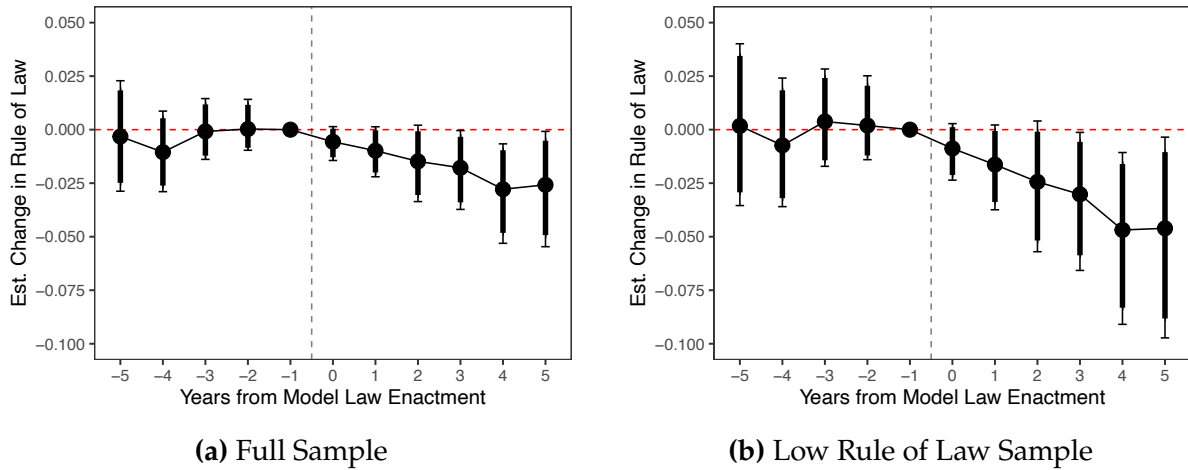 0.050
0.025
0.000
−0.025
−0.050
−0.075
−0.100
Est. Change in Rule of Law
−5 −4 −3 −2 −1 0 1 2 3 4 5
Years from Model Law Enactment
(a) Full Sample
0.050
0.025
0.000
−0.025
−0.050
−0.075
−0.100
Est. Change in Rule of Law
−5 −4 −3 −2 −1 0 1 2 3 4 5
Years from Model Law Enactment
(b) Low Rule of Law Sample